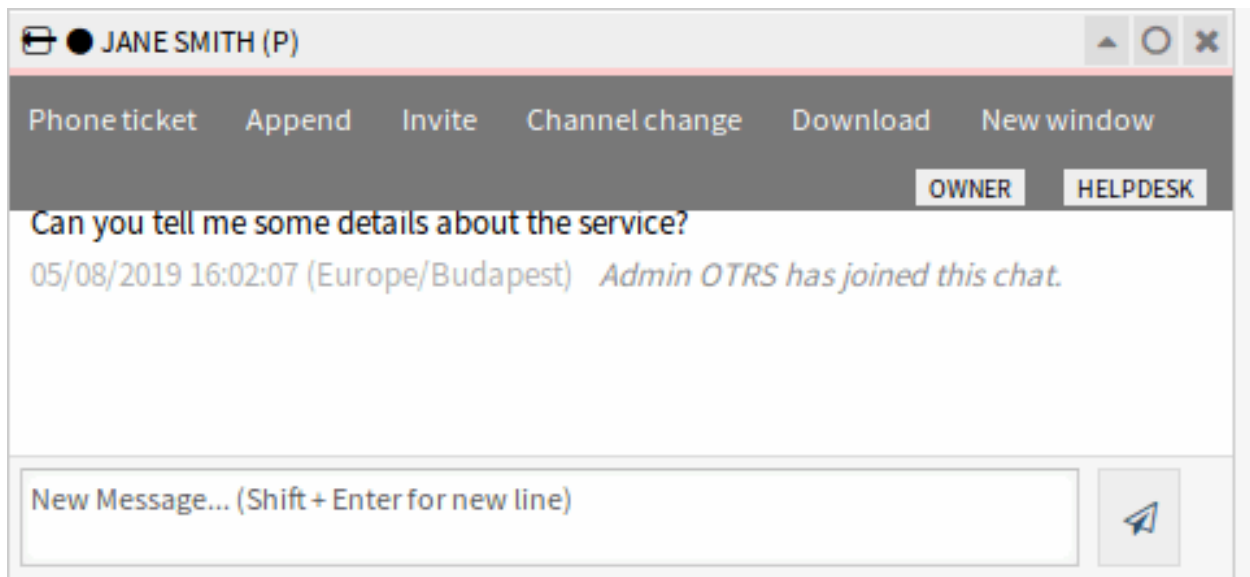 JANE SMITH (P)
Phone ticket Append Invite Channel change Download New window
OWNER HELPDESK
Can you tell me some details about the service?
05/08/2019 16:02:07 (Europe/Budapest) Admin OTRS has joined this chat.
New Message... (Shift + Enter for new line)